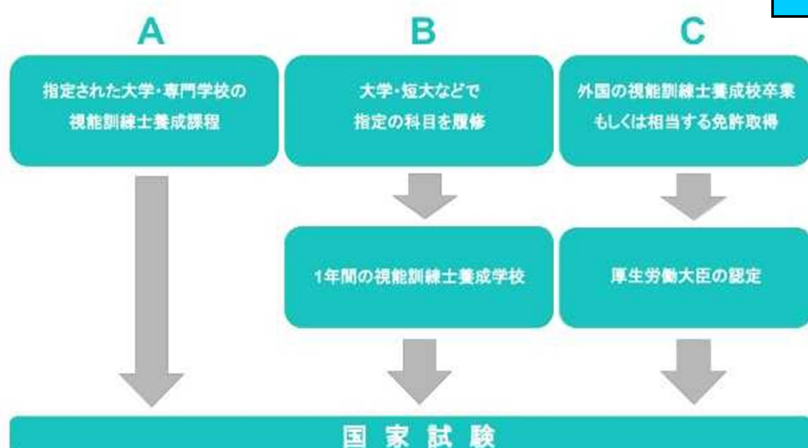 A
B
C
指定された大学・専門学校の
視能訓練士養成課程
大学・短大などで
指定の科目を履修
外国の視能訓練士養成校卒業
もしくは相当する免許取得
1年間の視能訓練士養成学校
厚生労働大臣の認定
国家試験